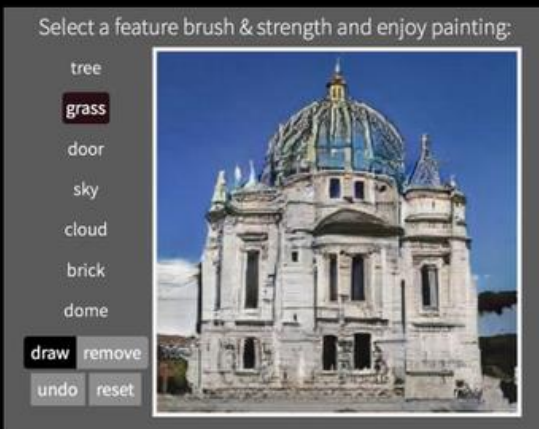 Select a feature brush & strength and enjoy painting:
tree
grass
door
sky
cloud
brick
dome
draw remove
undo reset